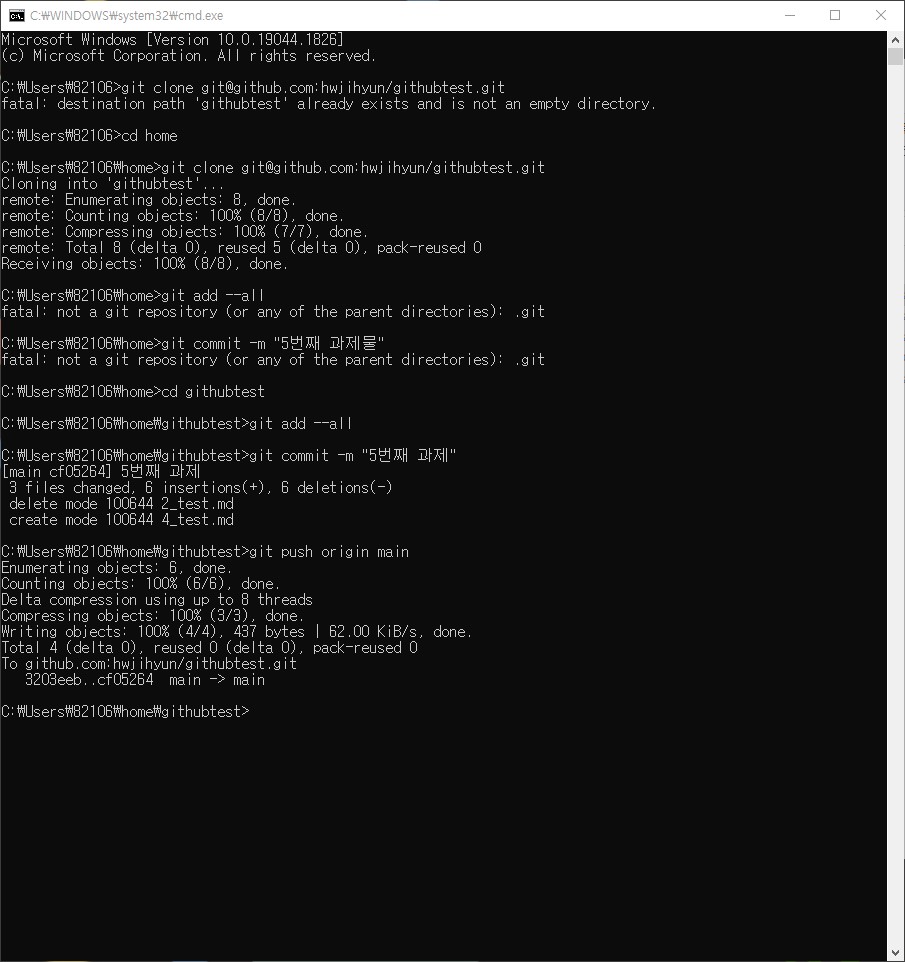 C:₩WINDOWS₩system32₩cmd.exe
Microsoft Windows [Version 10.0.19044.1826]
(c) Microsoft Corporation. All rights reserved.
C:₩Users₩82106>git clone git@github.com:hwjihyun/githubtest.git
fatal: destination path 'githubtest' already exists and is not an empty directory.
C:₩Users₩82106>cd home
C:₩Users₩82106₩home>git clone git@github.com:hwjihyun/githubtest.git
Cloning into 'githubtest'...
remote: Enumerating objects: 8, done.
remote: Counting objects: 100% (8/8), done.
remote: Compressing objects: 100% (7/7), done.
remote: Total 8 (delta 0), reused 5 (delta 0), pack-reused 0
Receiving objects: 100% (8/8), done.
C:₩Users₩82106₩home>git add --all
fatal: not a git repository (or any of the parent directories): .git
C:₩Users₩82106₩home>git commit -m "5번째 과제물"
fatal: not a git repository (or any of the parent directories): .git
C:₩Users₩82106₩home>cd githubtest
C:₩Users₩82106₩home₩githubtest>git add --all
C:₩Users₩82106₩home₩githubtest>git commit -m "5번째 과제"
[main cf05264] 5번째 과제
 3 files changed, 6 insertions(+), 6 deletions(-)
 delete mode 100644 2_test.md
 create mode 100644 4_test.md
C:₩Users₩82106₩home₩githubtest>git push origin main
Enumerating objects: 6, done.
Counting objects: 100% (6/6), done.
Delta compression using up to 8 threads
Compressing objects: 100% (3/3), done.
Writing objects: 100% (4/4), 437 bytes | 62.00 KiB/s, done.
Total 4 (delta 0), reused 0 (delta 0), pack-reused 0
To github.com:hwjihyun/githubtest.git
   3203eeb..cf05264  main -> main
C:₩Users₩82106₩home₩githubtest>